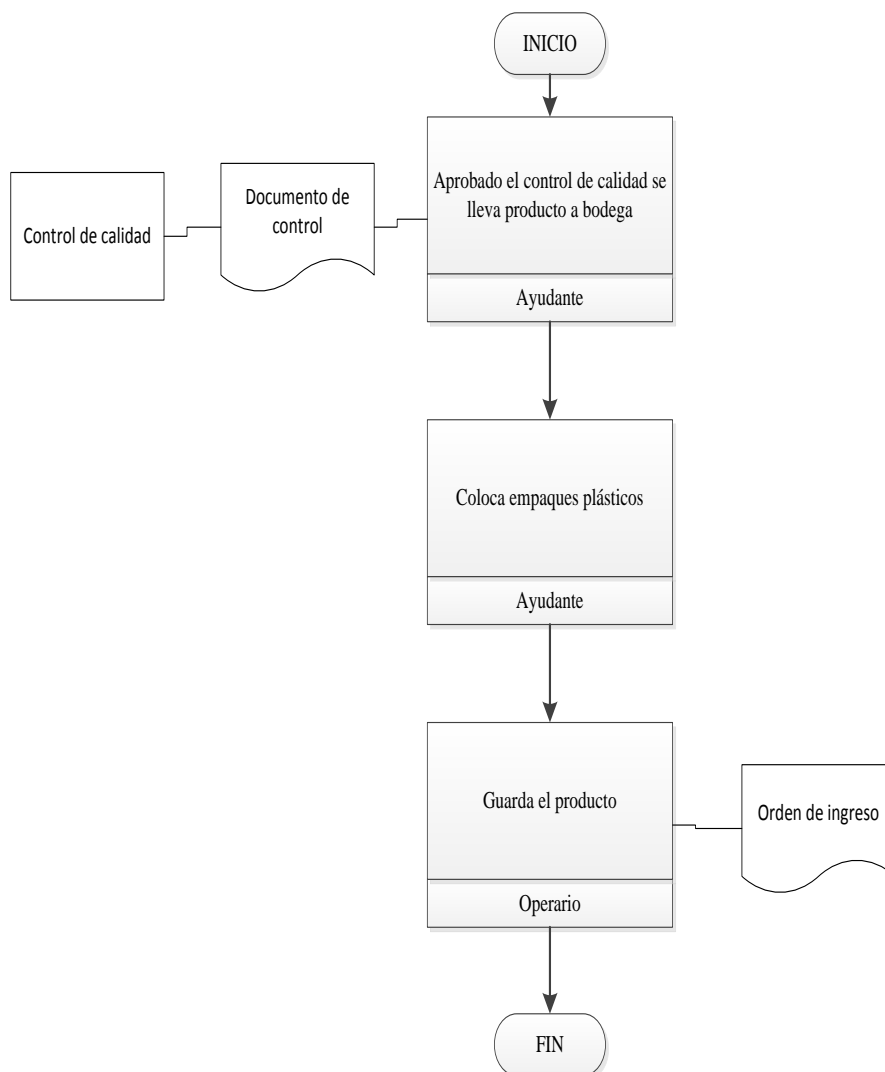 INICIO
Aprobado el control de calidad se
lleva producto a bodega
Documento de
control
Control de calidad
Ayudante
Coloca empaques plásticos
Ayudante
Guarda el producto
Orden de ingreso
Operario
FIN